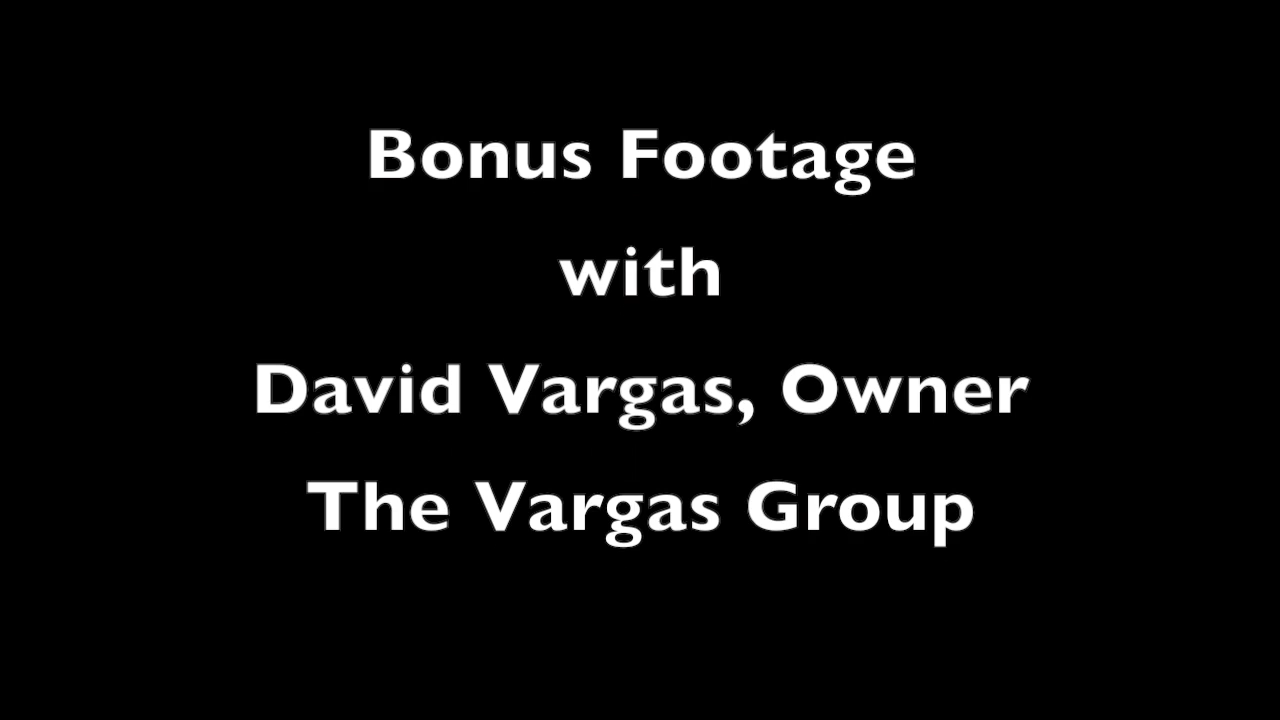 Bonus Footage
with
David Vargas, Owner
The Vargas Group